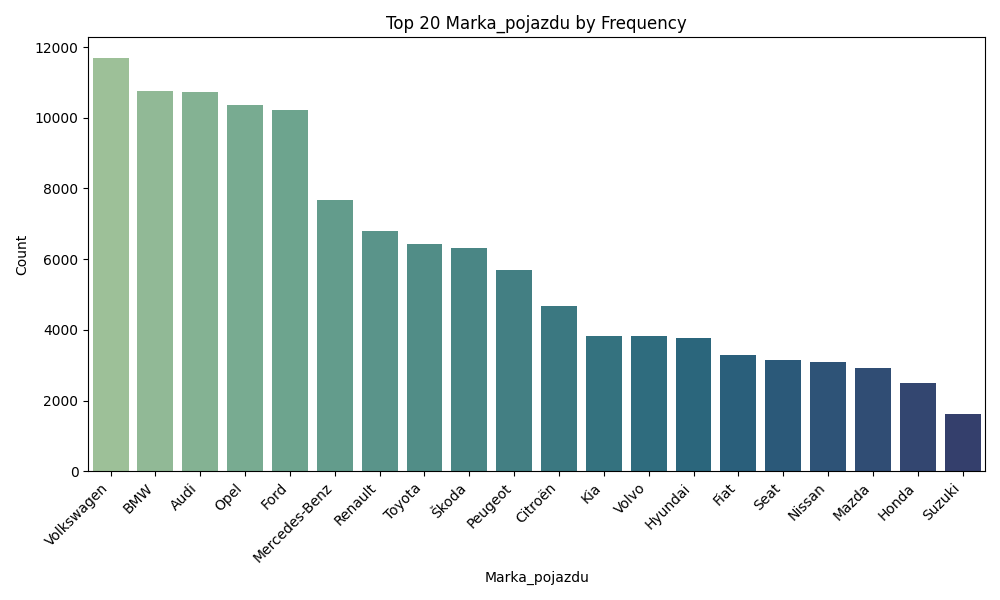 Top 20 Marka_pojazdu by Frequency
Count
12000
10000
8000
6000
4000
2000
0
Volkswagen
BMW
Audi
Opel
Ford
Mercedes-Benz
Renault
Toyota
Škoda
Peugeot
Citroën
Kia
Volvo
Hyundai
Fiat
Seat
Nissan
Mazda
Honda
Suzuki
Marka_pojazdu